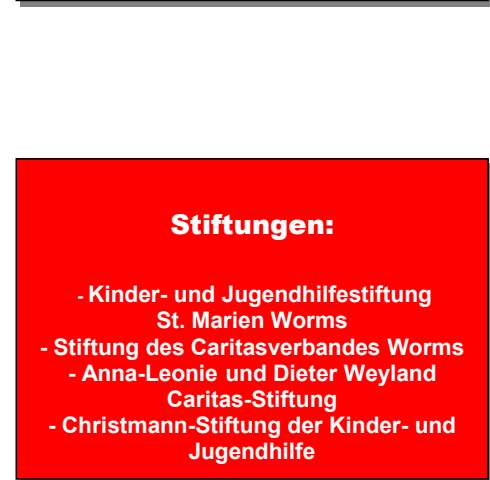 Stiftungen:
- Kinder- und Jugendhilfestiftung
St. Marien Worms
- Stiftung des Caritasverbandes Worms
- Anna-Leonie und Dieter Weyland
Caritas-Stiftung
- Christmann-Stiftung der Kinder- und
Jugendhilfe